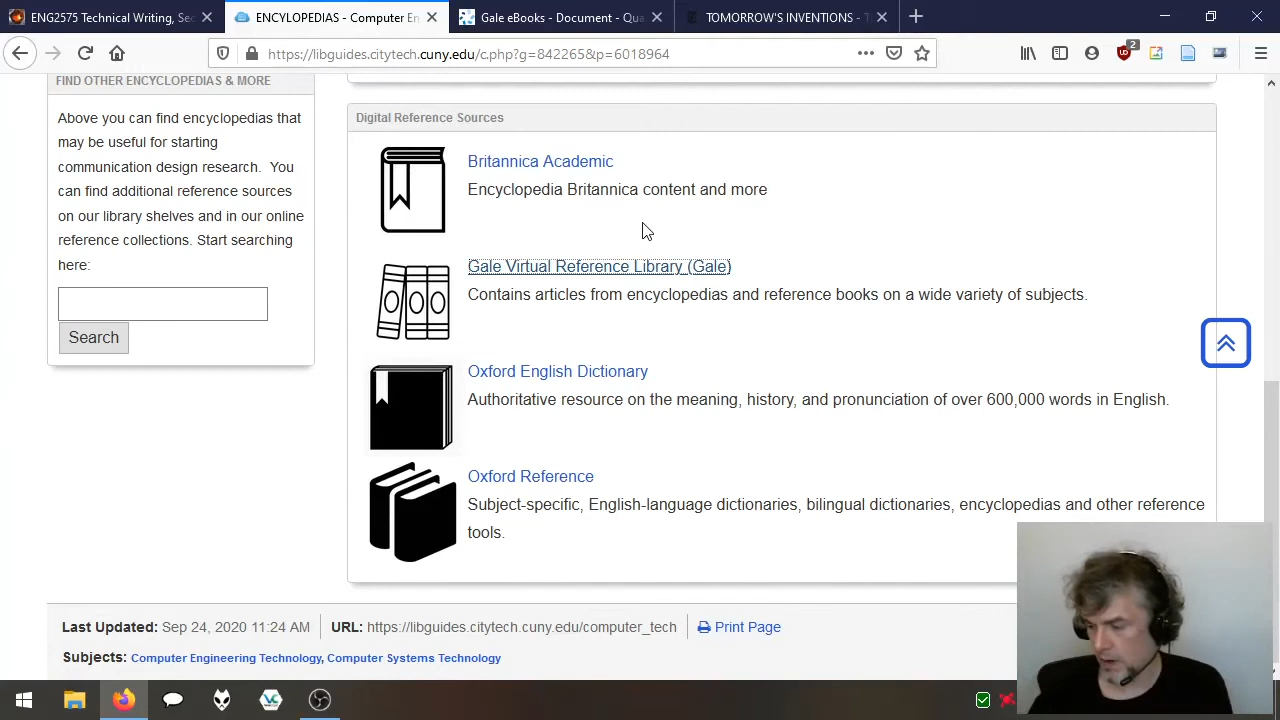 ENG2575 Technical Writing, Sec
ENCYLOPEDIAS - Computer En
Gale eBooks - Document - Qua
TOMORROW'S INVENTIONS - T
https://libguides.citytech.cuny.edu/c.php?g=842265&p=6018964
2
FIND OTHER ENCYCLOPEDIAS & MORE
Above you can find encyclopedias that
may be useful for starting
communication design research. You
can find additional reference sources
on our library shelves and in our online
reference collections. Start searching
here:
Search
Digital Reference Sources
Britannica Academic
Encyclopedia Britannica content and more
Gale Virtual Reference Library (Gale)
Contains articles from encyclopedias and reference books on a wide variety of subjects.
Oxford English Dictionary
Authoritative resource on the meaning, history, and pronunciation of over 600,000 words in English.
Oxford Reference
Subject-specific, English-language dictionaries, bilingual dictionaries, encyclopedias and other reference
tools.
Last Updated: Sep 24, 2020 11:24 AM
URL: https://libguides.citytech.cuny.edu/computer_tech
Print Page
Subjects: Computer Engineering Technology, Computer Systems Technology